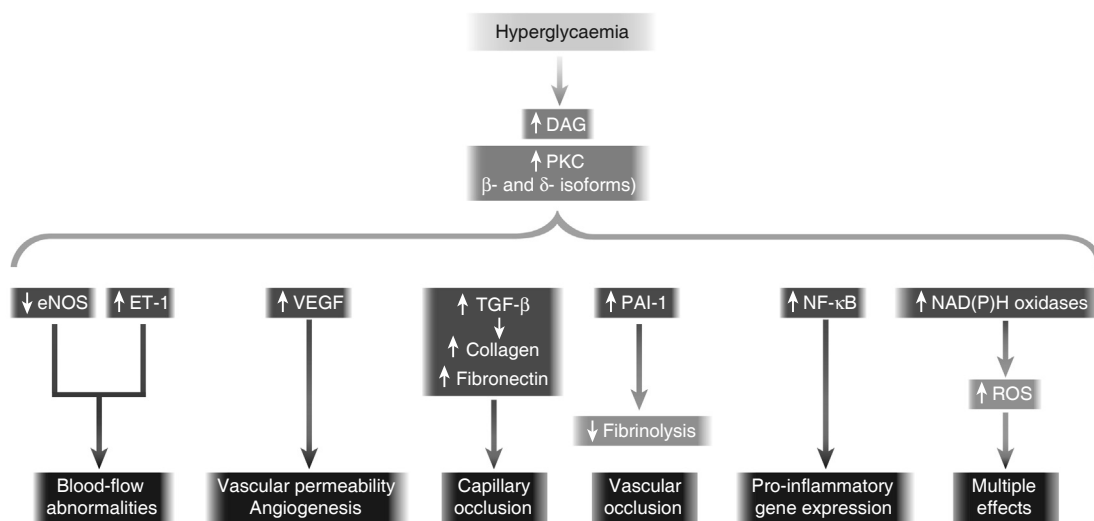 Hyperglycaemia
↑ DAG
↑ PKC
β- and δ- isoforms)
↓ eNOS
↑ ET-1
↑ VEGF
↑ TGF-β
↓
↑ Collagen
↑ Fibronectin
↑ PAI-1
↑ NF-κB
↑ NAD(P)H oxidases
↑ ROS
↓ Fibrinolysis
Blood-flow
abnormalities
Vascular permeability
Angiogenesis
Capillary
occlusion
Vascular
occlusion
Pro-inflammatory
gene expression
Multiple
effects